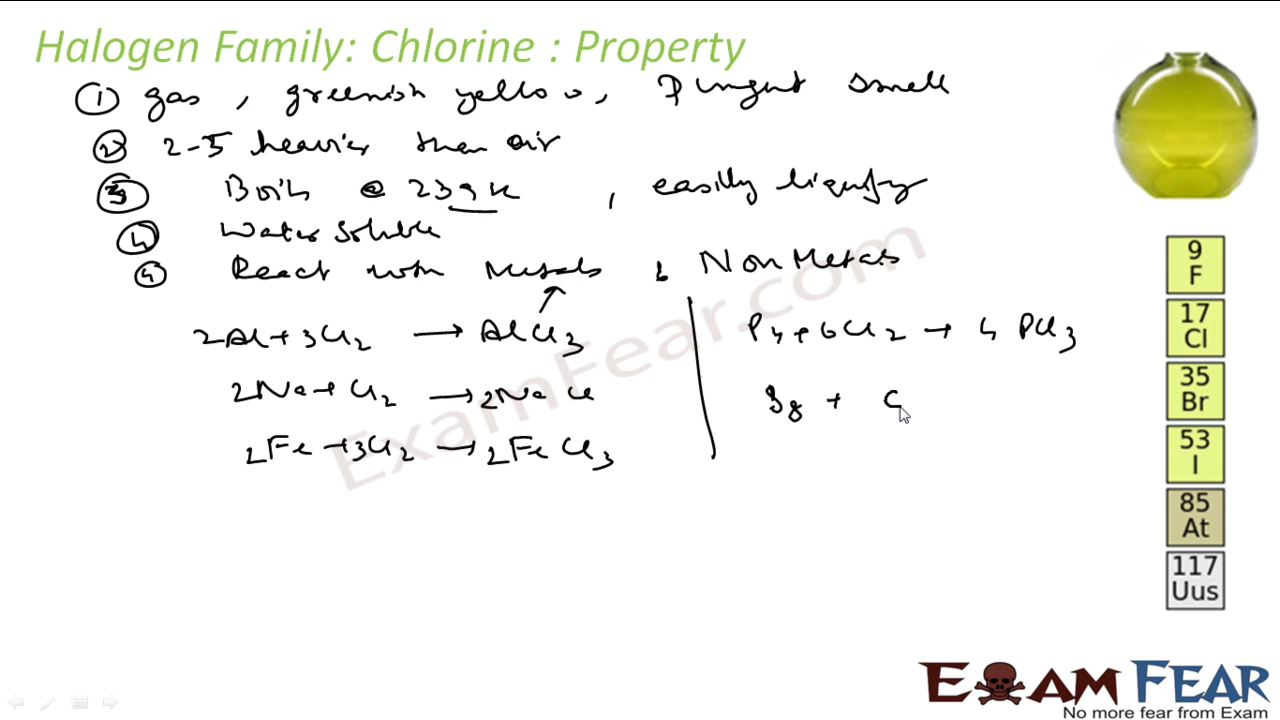 Halogen Family: Chlorine : Property
① gas , greenish yellow , Pungent smell
② 2-5 heavier than air
③ Boils @ 239 K , easily liquify
④ Water soluble
⑤ React with Metals & Non Metals
2Al + 3Cl2 → AlCl3
2Na + Cl2 → 2NaCl
2Fe + 3Cl2 → 2FeCl3
P4 + 6Cl2 → 4 PCl3
S8 + C
9
F
17
Cl
35
Br
53
I
85
At
117
Uus
ExamFear.com
EXAM FEAR
No more fear from Exam